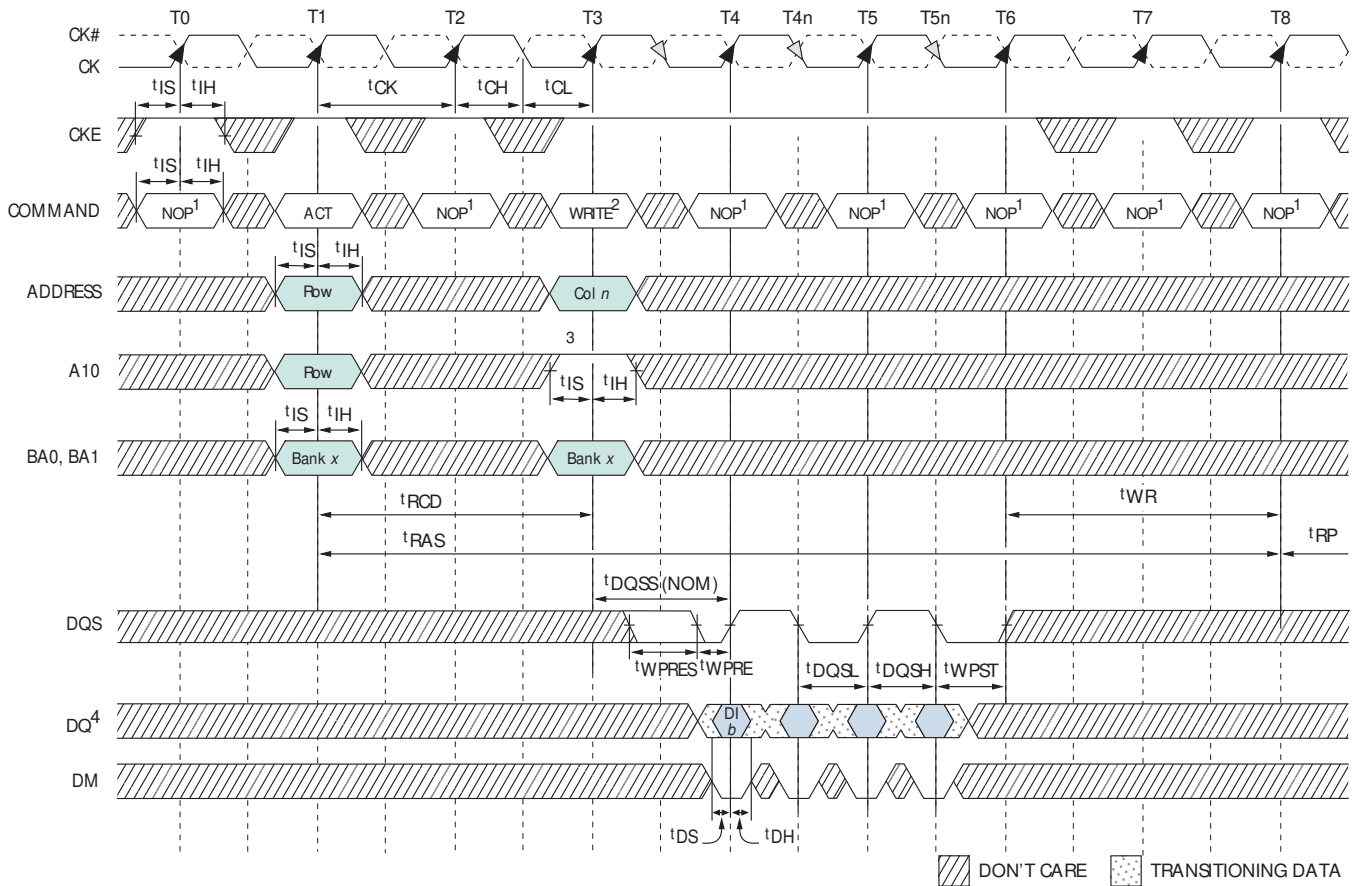 T0 T1 T2 T3 T4 T4n T5 T5n T6 T7 T8
CK#
CK
tIS tIH tCK tCH tCL
CKE
tIS tIH
COMMAND NOP1 ACT NOP1 WRITE2 NOP1 NOP1 NOP1 NOP1 NOP1
tIS tIH
ADDRESS Row Col n
3
A10 Row
tIS tIH
tIS tIH
BA0, BA1 Bank x Bank x
tRCD tWR
tRAS tRP
tDQSS (NOM)
DQS
tWPRES tWPRE tDQSL tDQSH tWPST
DQ4 DI
b
DM
tDS tDH
DON'T CARE TRANSITIONING DATA